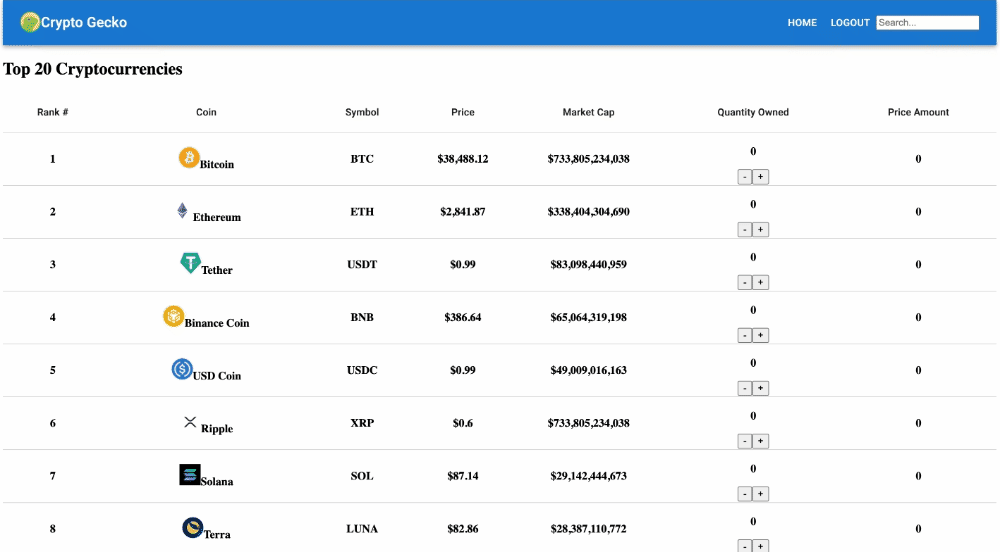 Crypto Gecko HOME LOGOUT Search...
Top 20 Cryptocurrencies
Rank # Coin Symbol Price Market Cap Quantity Owned Price Amount
1 Bitcoin BTC $38,488.12 $733,805,234,038 0 0
- +
2 Ethereum ETH $2,841.87 $338,404,304,690 0 0
- +
3 Tether USDT $0.99 $83,098,440,959 0 0
- +
4 Binance Coin BNB $386.64 $65,064,319,198 0 0
- +
5 USD Coin USDC $0.99 $49,009,016,163 0 0
- +
6 Ripple XRP $0.6 $733,805,234,038 0 0
- +
7 Solana SOL $87.14 $29,142,444,673 0 0
- +
8 Terra LUNA $82.86 $28,387,110,772 0 0
- +